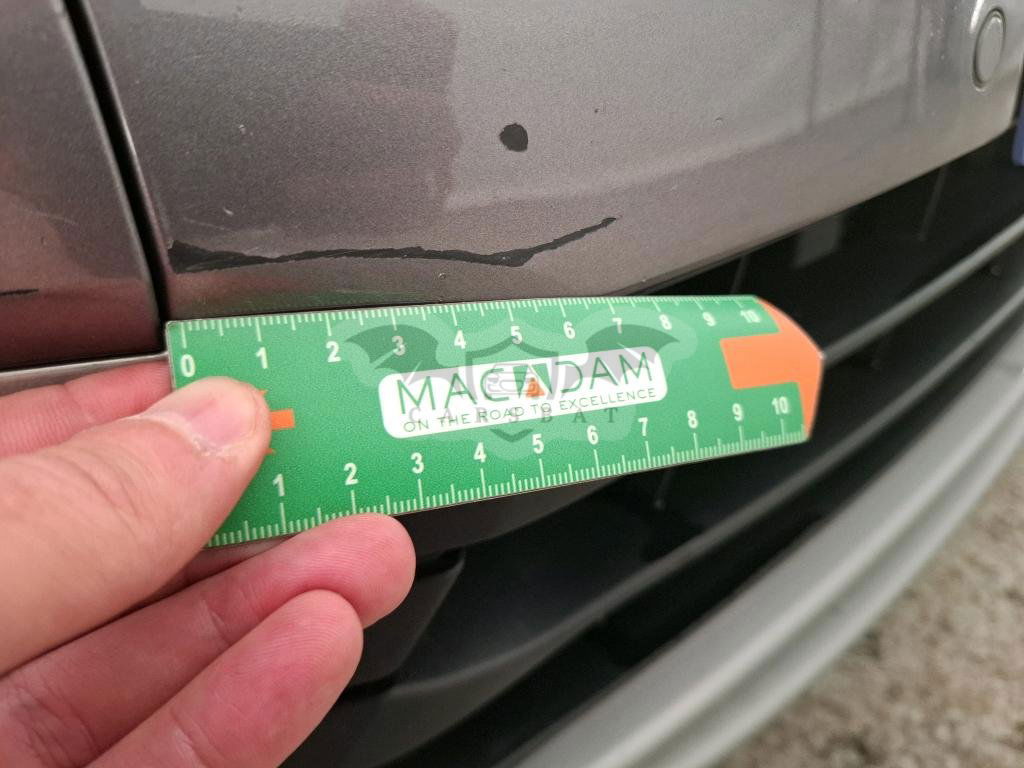 0 1 2 3 4 5 6 7 8 9 10
MACADAM
ON THE ROAD TO EXCELLENCE
CARSBAT
1 2 3 4 5 6 7 8 9 10